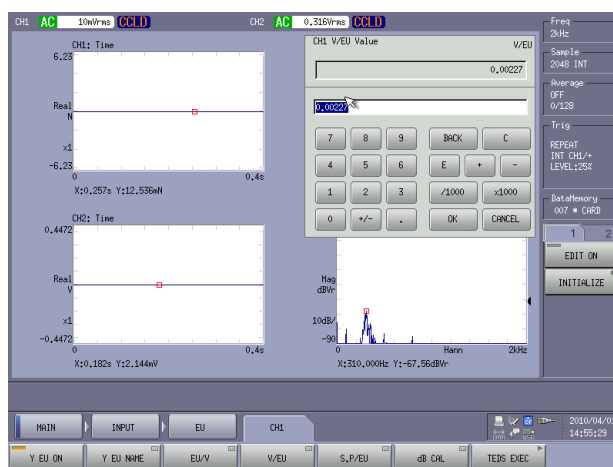 CH1 AC 10mVrms CCLD CH2 AC 0.316Vrms CCLD
CH1: Time
6.23
Real
N
x1
-6.23
0 0.4s
X:0.257s Y:12.536mN
CH2: Time
0.4472
Real
V
x1
-0.4472
0 0.4s
X:0.182s Y:2.144mV
CH1 V/EU Value V/EU
0.00227
0.00227
7 8 9 BACK C
4 5 6 E + -
1 2 3 /1000 x1000
0 +/- . OK CANCEL
Mag
dBVr
10dB/
-90
0 Hann 2kHz
X:310.000Hz Y:-67.56dBVr
Freq
2kHz
Sample
2048 INT
Average
OFF
0/128
Trig
REPEAT
INT CH1/+
LEVEL:25%
DataMemory
007 * CARD
1 2
EDIT ON
INITIALIZE
MAIN INPUT EU CH1
DATA USB
2010/04/01
14:55:29
Y EU ON Y EU NAME EU/V V/EU S.P/EU dB CAL TEDS EXEC